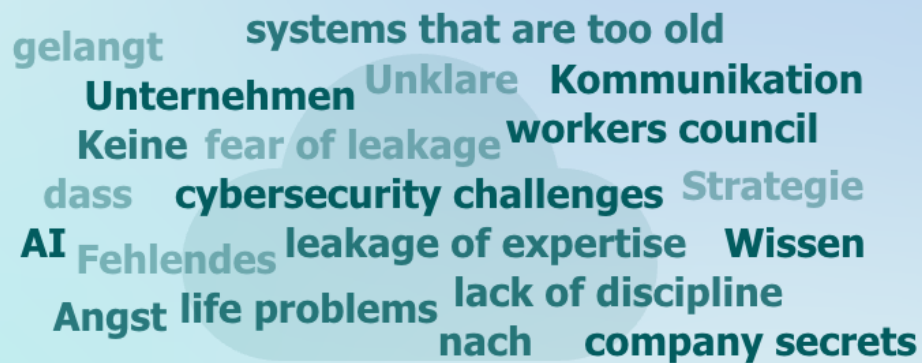 systems that are too old
gelangt
Unternehmen Unklare Kommunikation
Keine fear of leakage workers council
dass cybersecurity challenges Strategie
AI Fehlendes leakage of expertise Wissen
Angst life problems lack of discipline
nach company secrets